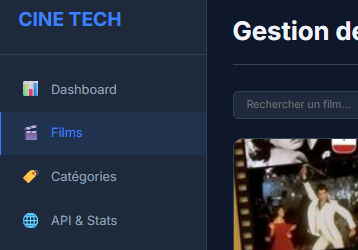 CINE TECH
Gestion de
Dashboard
Rechercher un film...
Films
Catégories
API & Stats